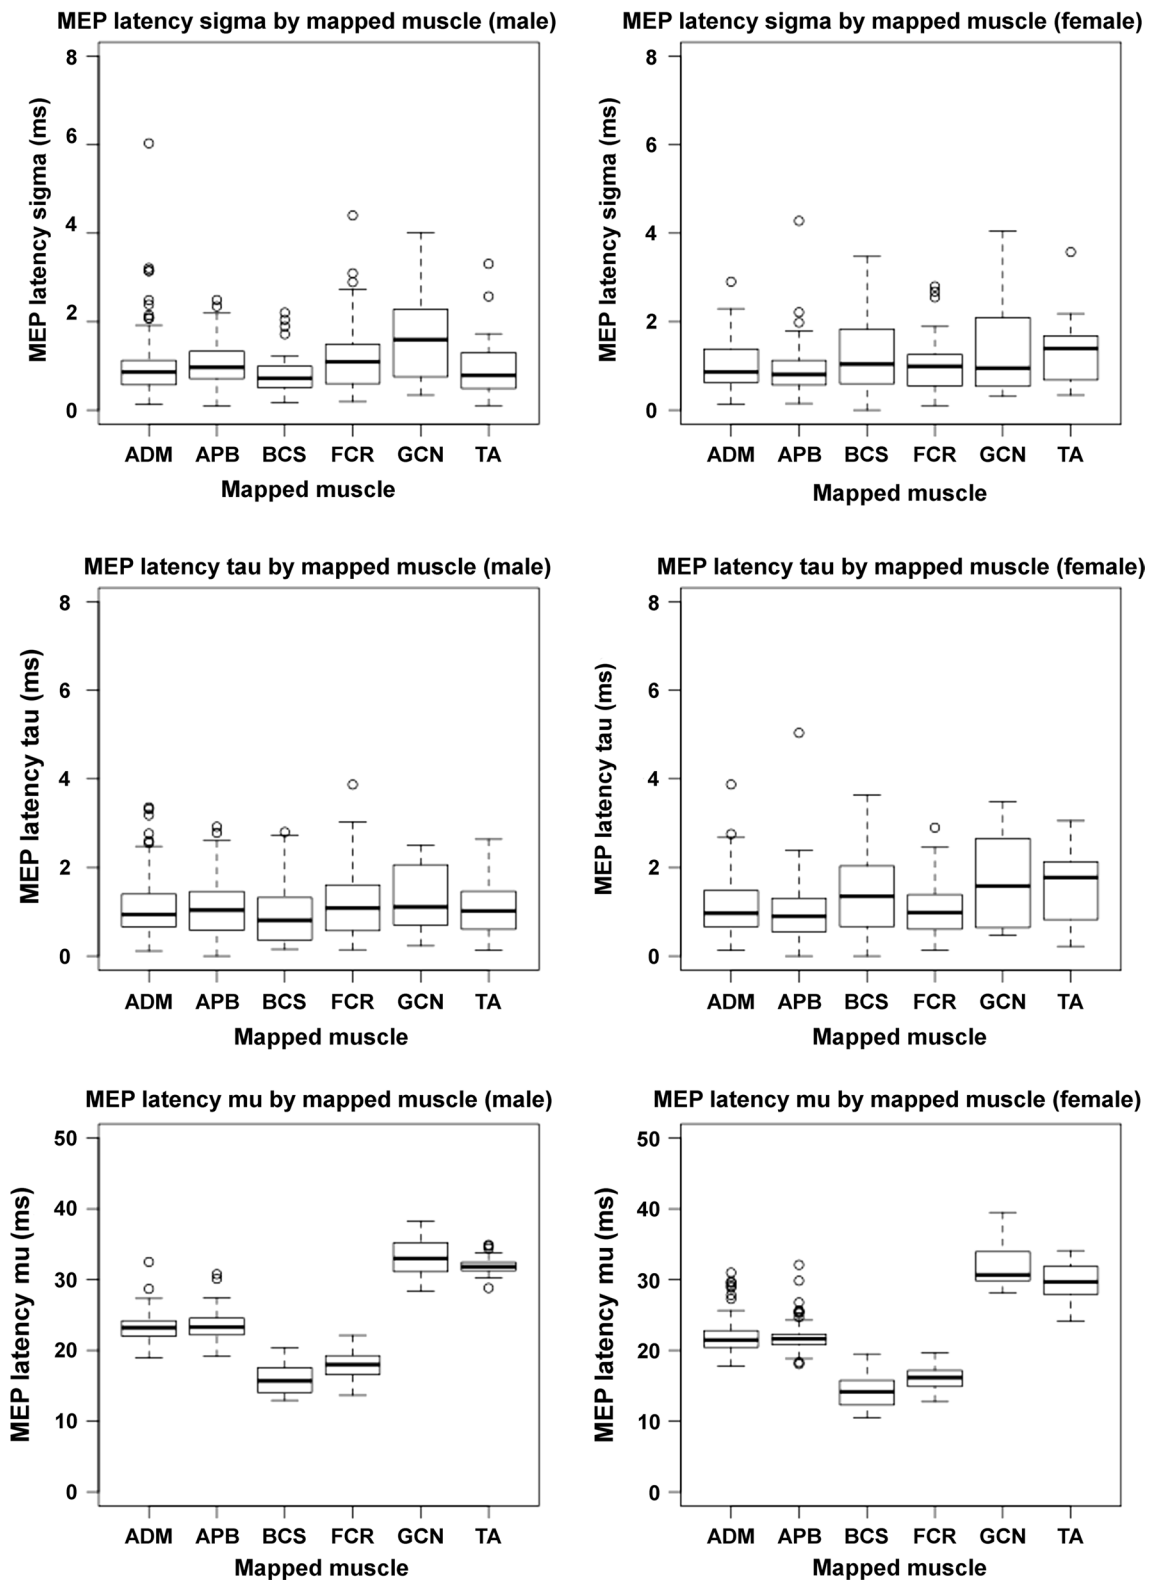 MEP latency sigma by mapped muscle (male)
MEP latency sigma (ms)
8
6
4
2
0
ADM APB BCS FCR GCN TA
Mapped muscle
MEP latency sigma by mapped muscle (female)
MEP latency sigma (ms)
8
6
4
2
0
ADM APB BCS FCR GCN TA
Mapped muscle
MEP latency tau by mapped muscle (male)
MEP latency tau (ms)
8
6
4
2
0
ADM APB BCS FCR GCN TA
Mapped muscle
MEP latency tau by mapped muscle (female)
MEP latency tau (ms)
8
6
4
2
0
ADM APB BCS FCR GCN TA
Mapped muscle
MEP latency mu by mapped muscle (male)
MEP latency mu (ms)
50
40
30
20
10
0
ADM APB BCS FCR GCN TA
Mapped muscle
MEP latency mu by mapped muscle (female)
MEP latency mu (ms)
50
40
30
20
10
0
ADM APB BCS FCR GCN TA
Mapped muscle